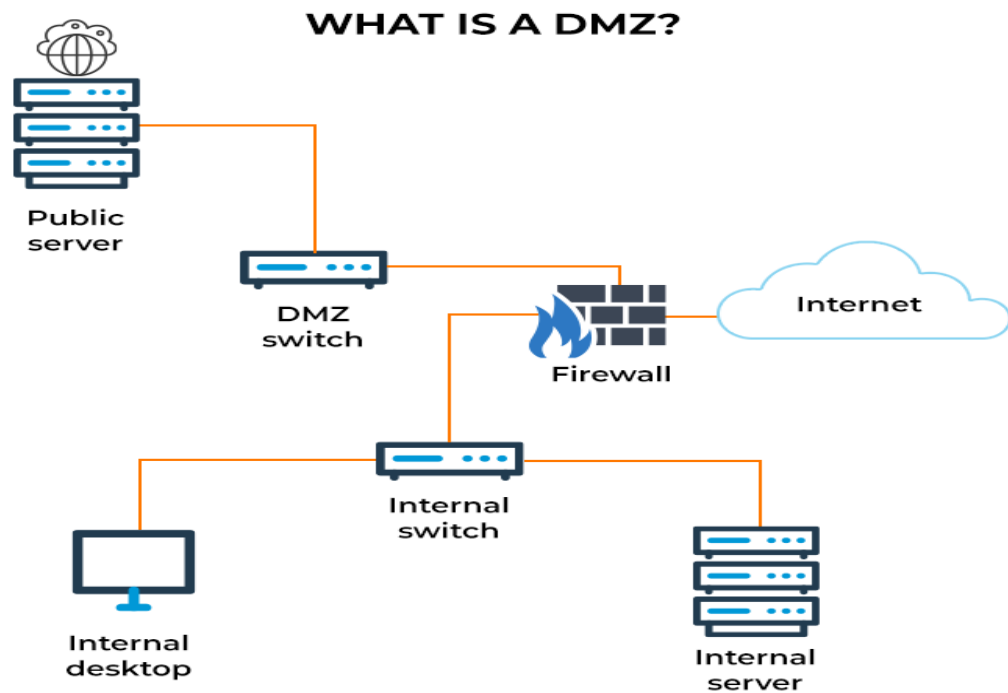 WHAT IS A DMZ?
Public
server
DMZ
switch
Internet
Firewall
Internal
switch
Internal
desktop
Internal
server